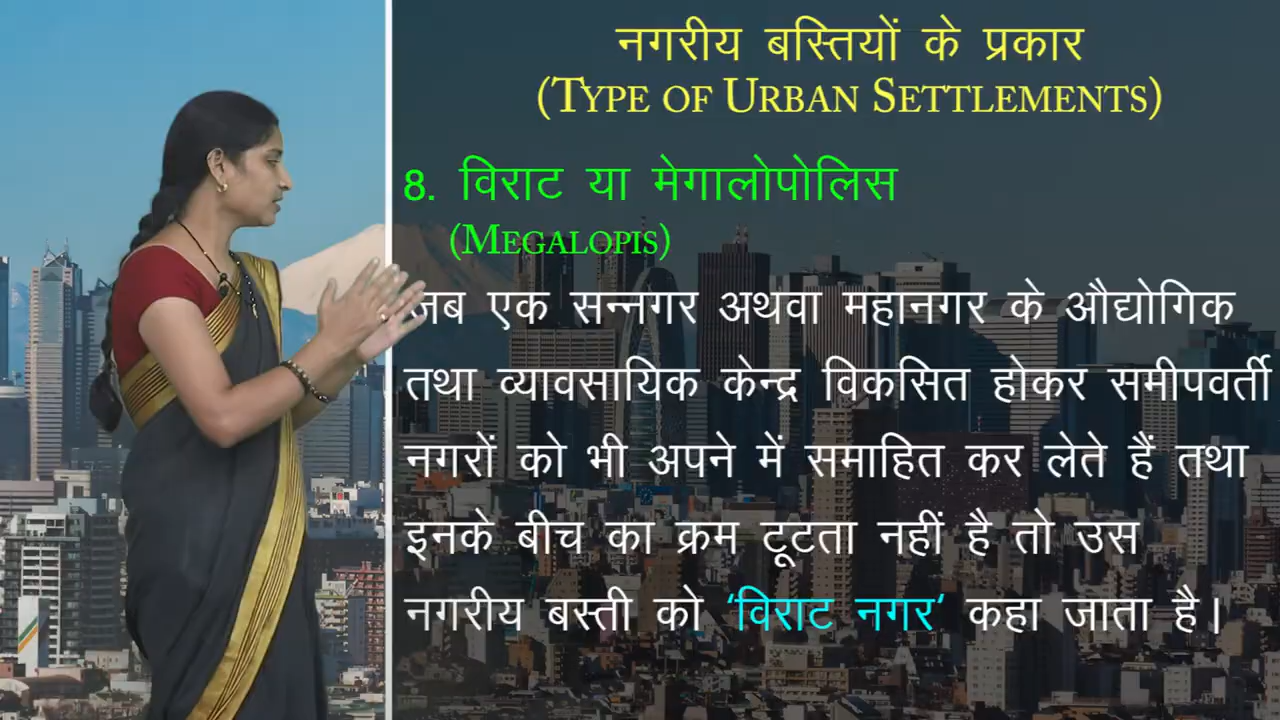 नगरीय बस्तियों के प्रकार
(TYPE OF URBAN SETTLEMENTS)
8. विराट या मेगालोपोलिस
(MEGALOPIS)
जब एक सन्नगर अथवा महानगर के औद्योगिक
तथा व्यावसायिक केन्द्र विकसित होकर समीपवर्ती
नगरों को भी अपने में समाहित कर लेते हैं तथा
इनके बीच का क्रम टूटता नहीं है तो उस
नगरीय बस्ती को ‘विराट नगर‘ कहा जाता है।